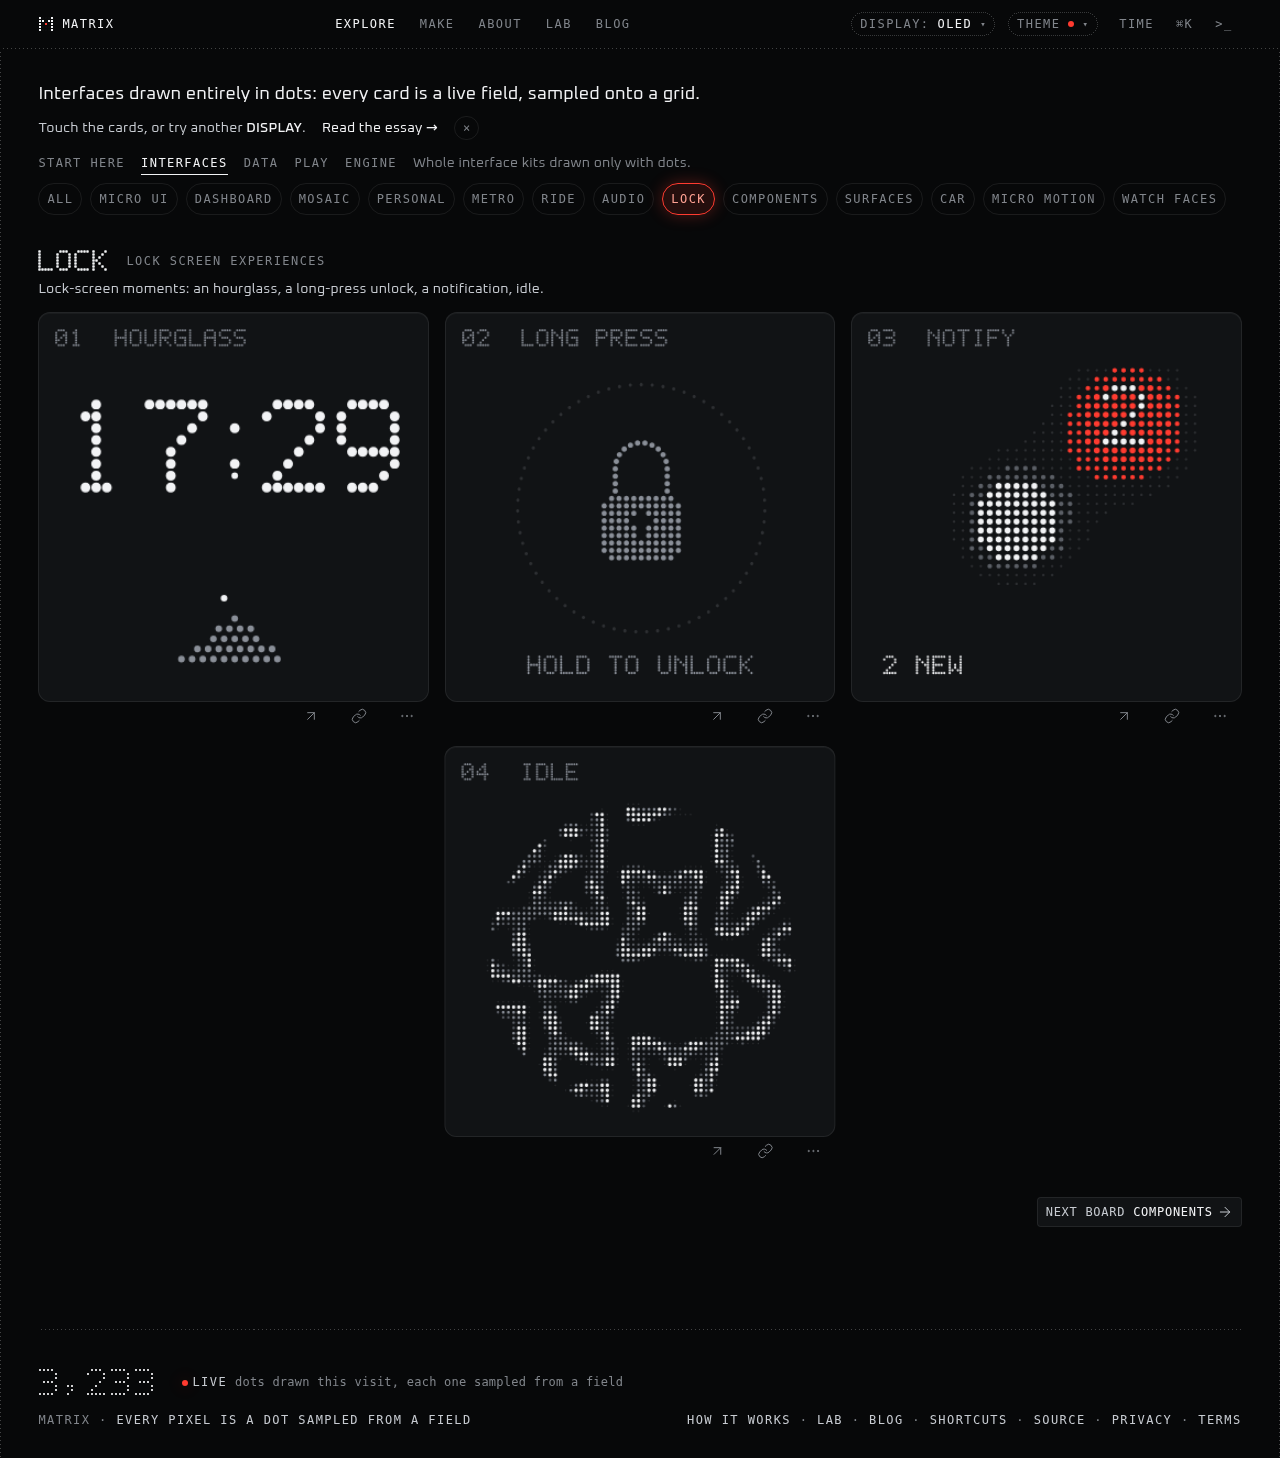 MATRIX EXPLORE MAKE ABOUT LAB BLOG DISPLAY: OLED ▾ THEME ▾ TIME ⌘K >_
Interfaces drawn entirely in dots: every card is a live field, sampled onto a grid.
Touch the cards, or try another DISPLAY. Read the essay → ×
START HERE INTERFACES DATA PLAY ENGINE Whole interface kits drawn only with dots.
ALL MICRO UI DASHBOARD MOSAIC PERSONAL METRO RIDE AUDIO LOCK COMPONENTS SURFACES CAR MICRO MOTION WATCH FACES
LOCK LOCK SCREEN EXPERIENCES
Lock-screen moments: an hourglass, a long-press unlock, a notification, idle.
01 HOURGLASS
17:29
02 LONG PRESS
HOLD TO UNLOCK
03 NOTIFY
2
2 NEW
04 IDLE
NEXT BOARD COMPONENTS →
3,233 LIVE dots drawn this visit, each one sampled from a field
MATRIX · EVERY PIXEL IS A DOT SAMPLED FROM A FIELD
HOW IT WORKS · LAB · BLOG · SHORTCUTS · SOURCE · PRIVACY · TERMS